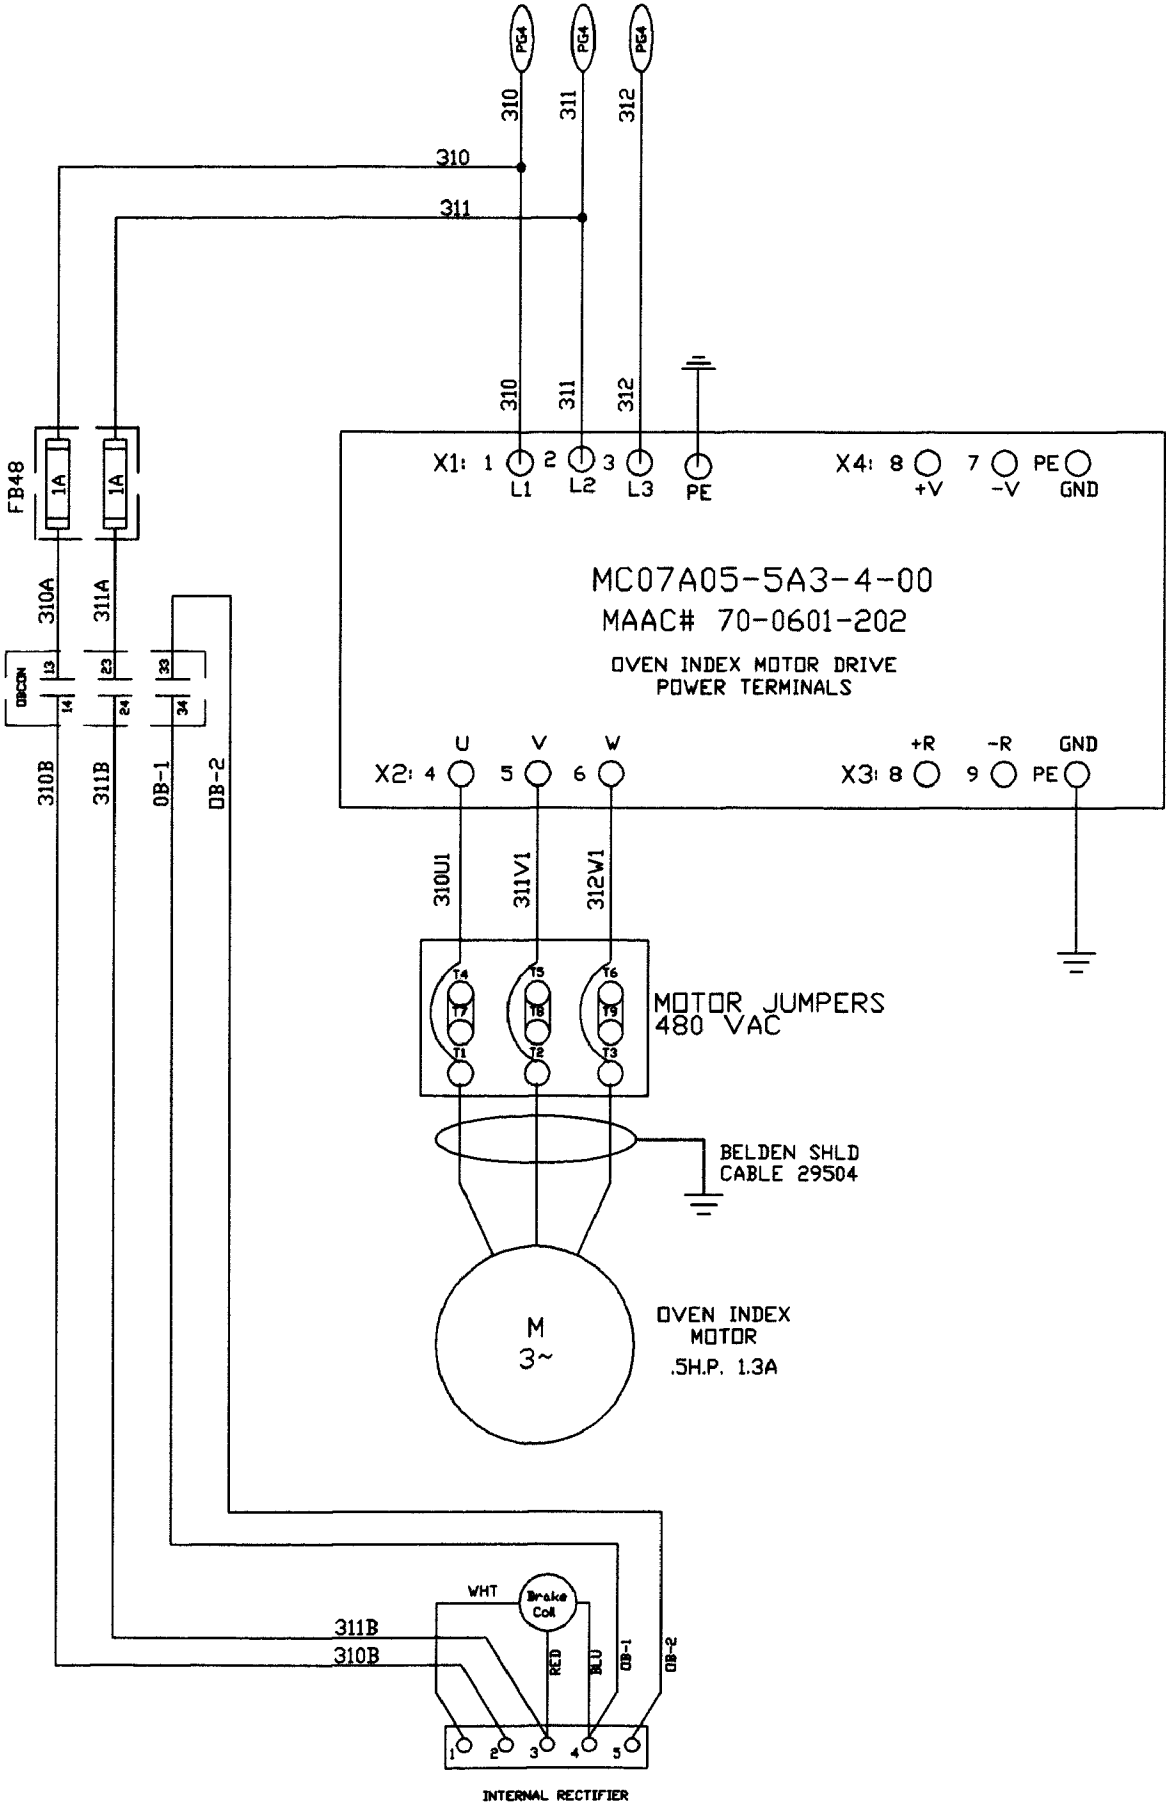 PG4 PG4 PG4
310 311 312
310
311
310 311 312
FB48
1A 1A
X1: 1 2 3
L1 L2 L3 PE
X4: 8 7 PE
+V -V GND
MC07A05-5A3-4-00
MAAC# 70-0601-202
OVEN INDEX MOTOR DRIVE
POWER TERMINALS
310A 311A
OBCON
13 23 33
14 24 34
310B 311B OB-1 OB-2
U V W
X2: 4 5 6
+R -R GND
X3: 8 9 PE
310U1 311V1 312W1
T4 T5 T6
T7 T8 T9
T1 T2 T3
MOTOR JUMPERS
480 VAC
BELDEN SHLD
CABLE 29504
M
3~
OVEN INDEX
MOTOR
.5H.P. 1.3A
WHT
Brake
Coil
311B
310B
RED BLU OB-1 OB-2
1 2 3 4 5
INTERNAL RECTIFIER